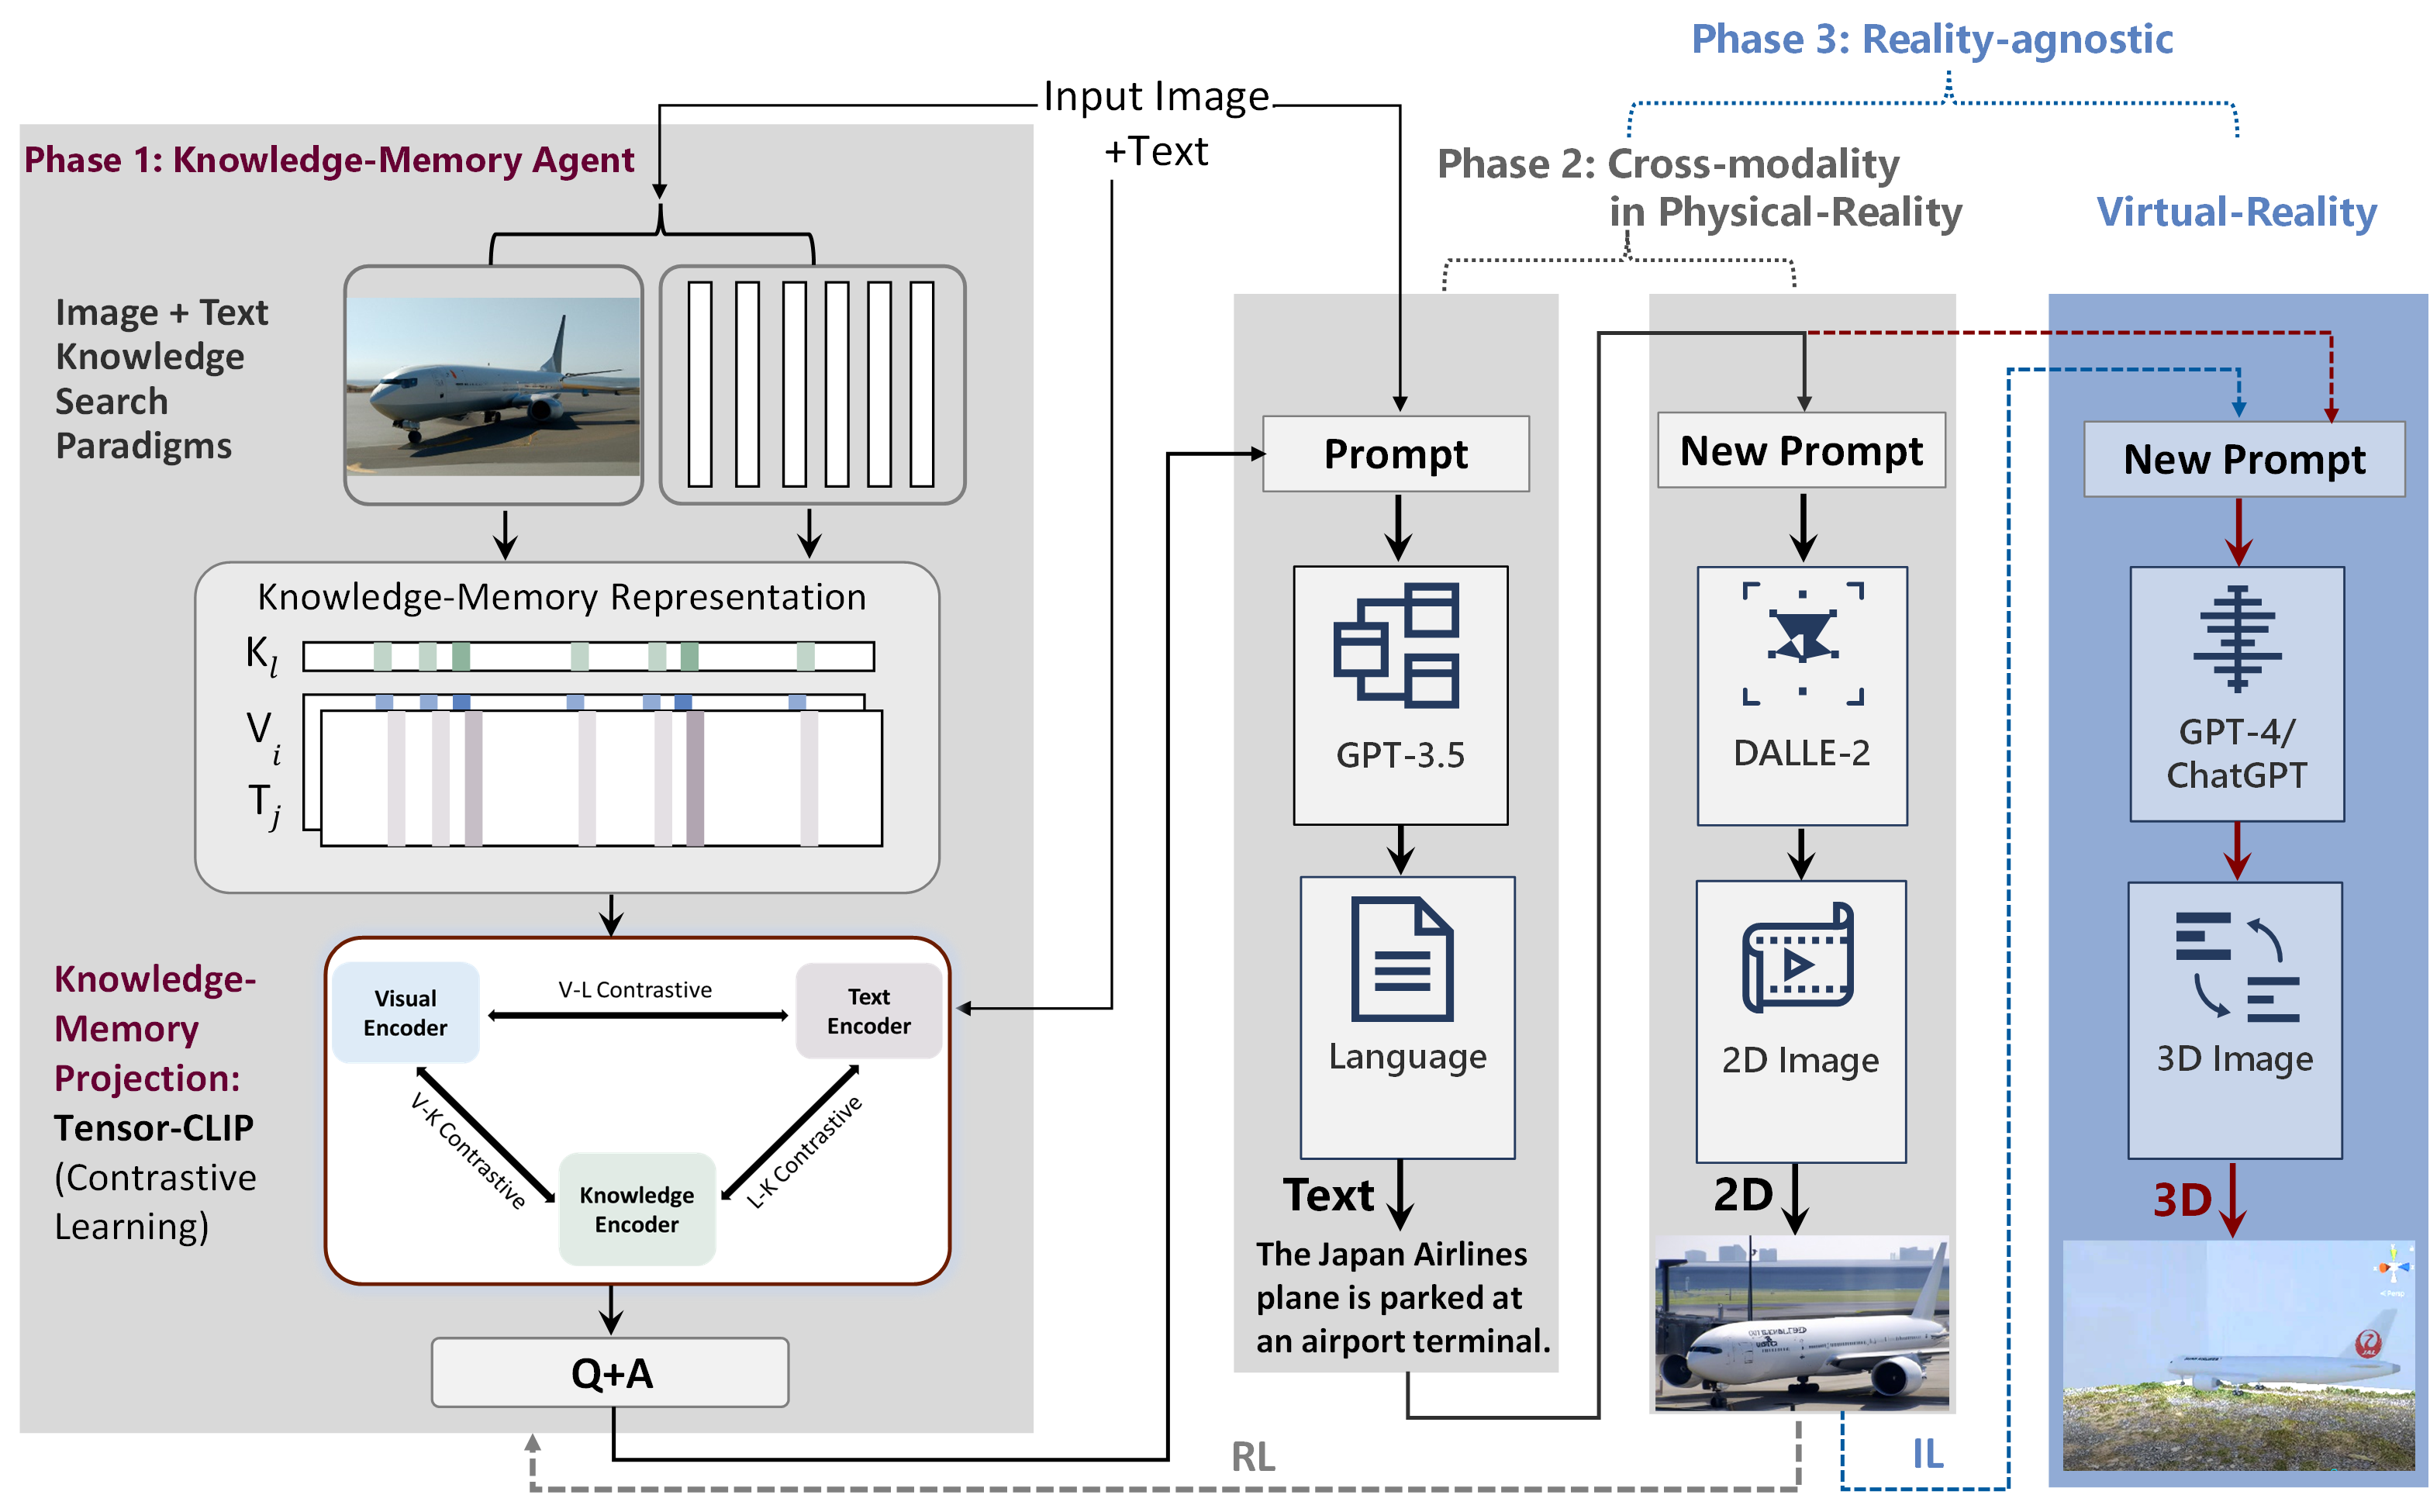 Phase 3: Reality-agnostic
Input Image
+Text
Phase 1: Knowledge-Memory Agent
Phase 2: Cross-modality
in Physical-Reality
Virtual-Reality
Image + Text
Knowledge
Search
Paradigms
Knowledge-Memory Representation
K_l
V_i
T_j
Knowledge-
Memory
Projection:
Tensor-CLIP
(Contrastive
Learning)
Visual
Encoder
V-L Contrastive
Text
Encoder
V-K Contrastive
L-K Contrastive
Knowledge
Encoder
Q+A
Prompt
GPT-3.5
Language
Text
The Japan Airlines
plane is parked at
an airport terminal.
New Prompt
DALLE-2
2D Image
2D
New Prompt
GPT-4/
ChatGPT
3D Image
3D
Persp
JAL
RL
IL